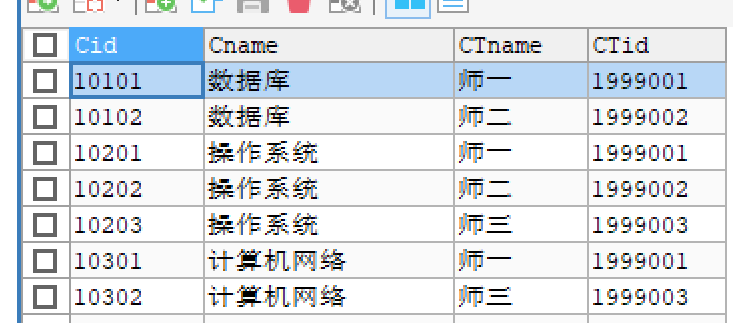 Cid Cname CTname CTid
10101 数据库 师一 1999001
10102 数据库 师二 1999002
10201 操作系统 师一 1999001
10202 操作系统 师二 1999002
10203 操作系统 师三 1999003
10301 计算机网络 师一 1999001
10302 计算机网络 师三 1999003